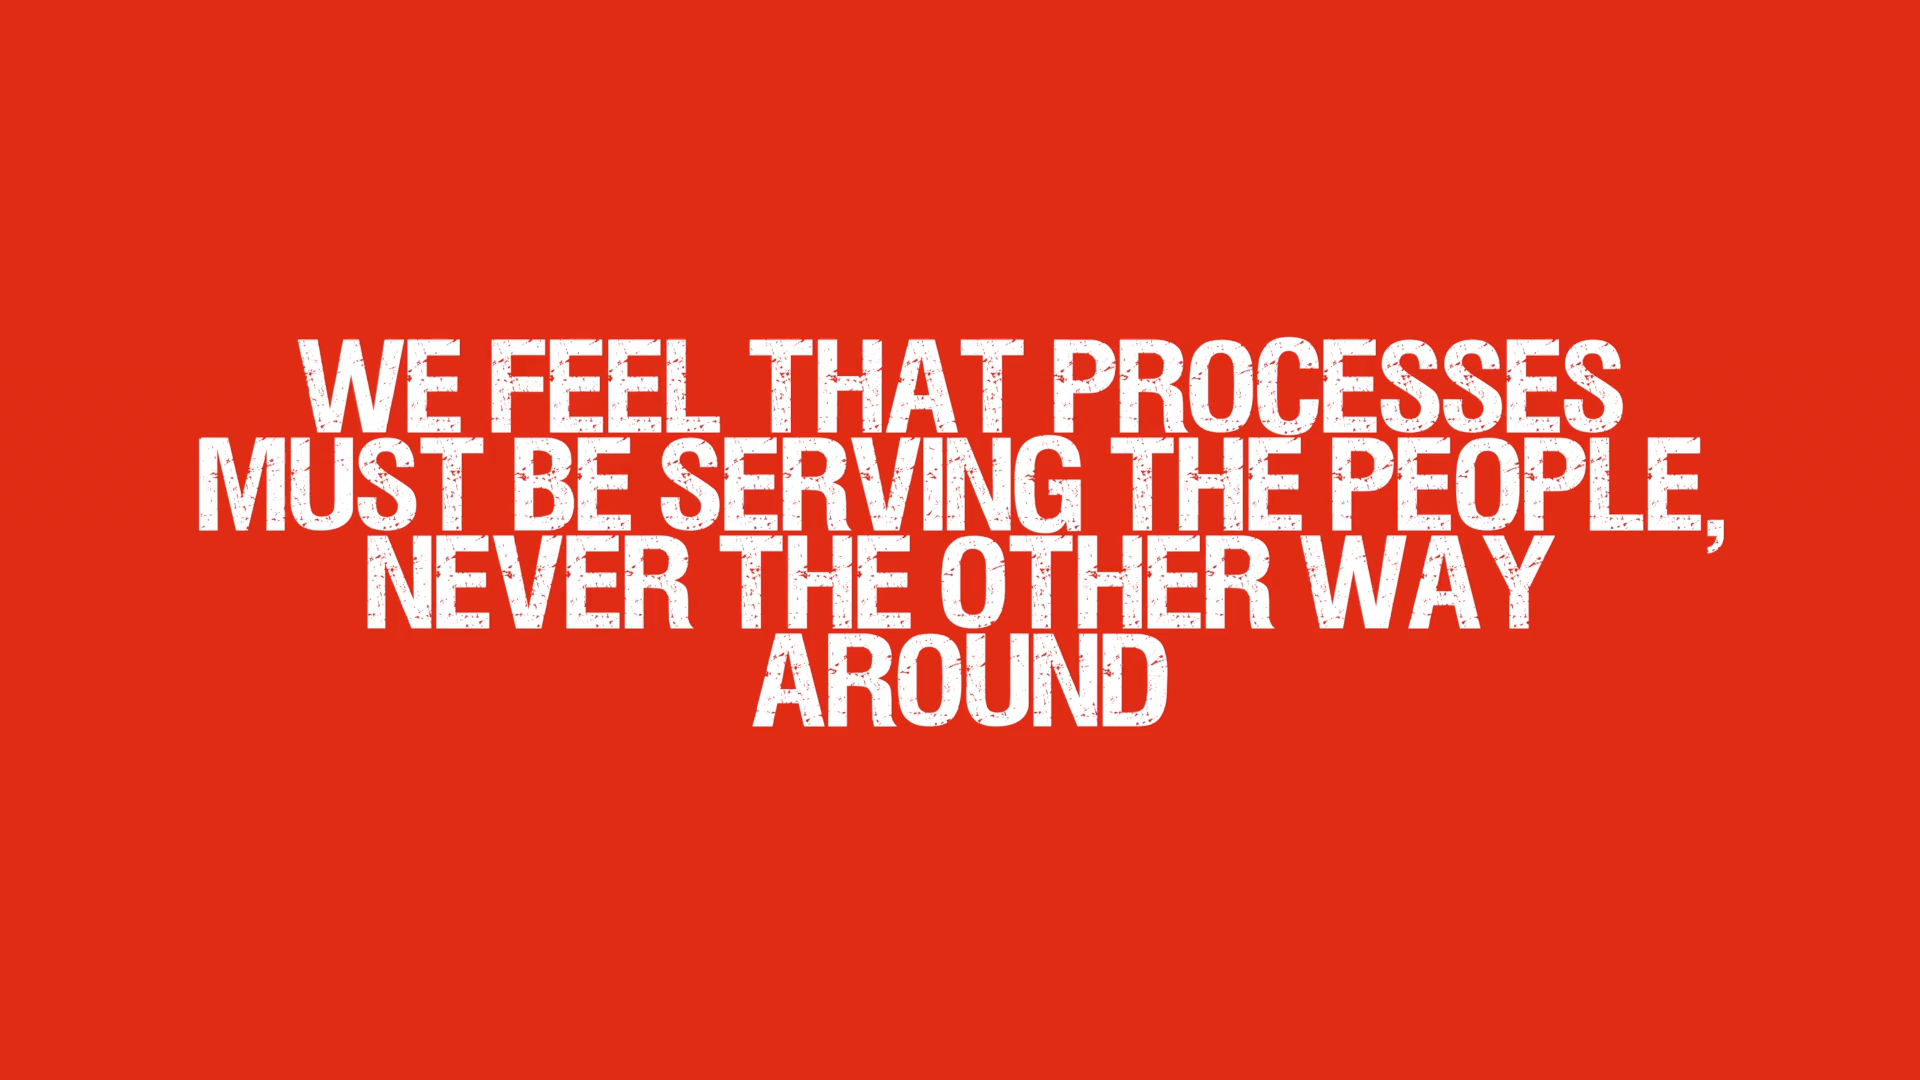 WE FEEL THAT PROCESSES
MUST BE SERVING THE PEOPLE,
NEVER THE OTHER WAY
AROUND